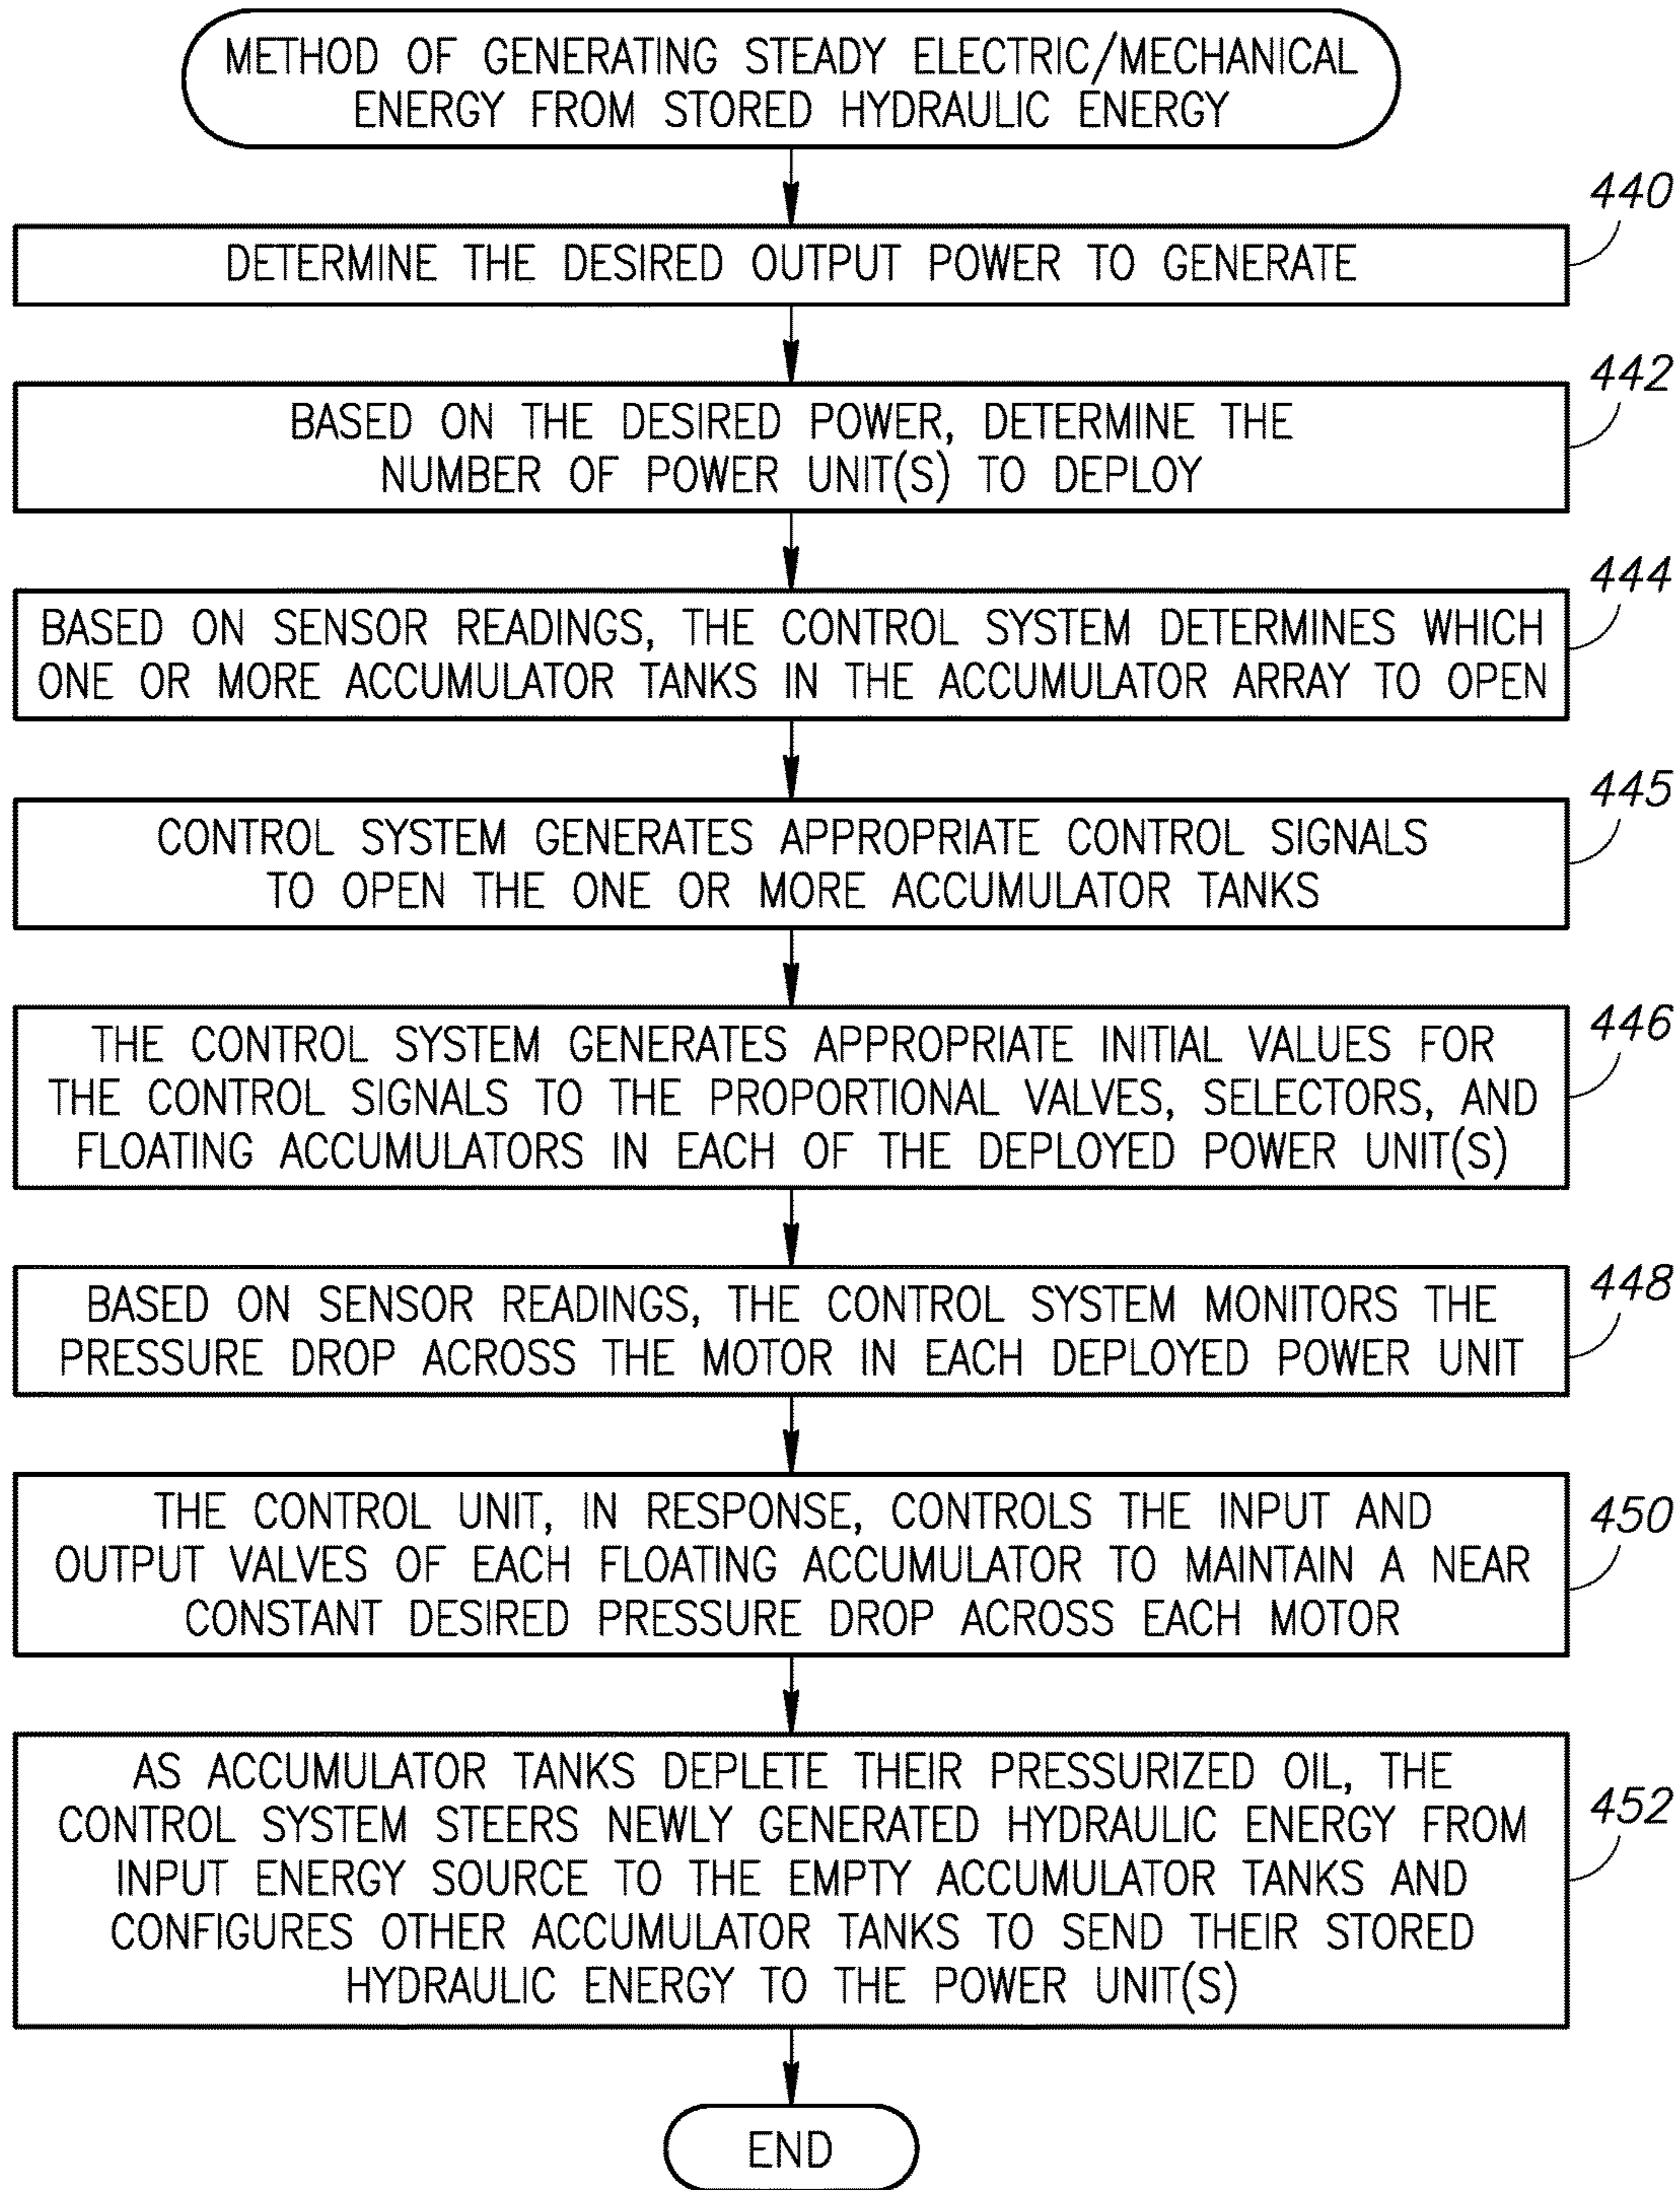 METHOD OF GENERATING STEADY ELECTRIC/MECHANICAL
ENERGY FROM STORED HYDRAULIC ENERGY
440
DETERMINE THE DESIRED OUTPUT POWER TO GENERATE
442
BASED ON THE DESIRED POWER, DETERMINE THE
NUMBER OF POWER UNIT(S) TO DEPLOY
444
BASED ON SENSOR READINGS, THE CONTROL SYSTEM DETERMINES WHICH
ONE OR MORE ACCUMULATOR TANKS IN THE ACCUMULATOR ARRAY TO OPEN
445
CONTROL SYSTEM GENERATES APPROPRIATE CONTROL SIGNALS
TO OPEN THE ONE OR MORE ACCUMULATOR TANKS
446
THE CONTROL SYSTEM GENERATES APPROPRIATE INITIAL VALUES FOR
THE CONTROL SIGNALS TO THE PROPORTIONAL VALVES, SELECTORS, AND
FLOATING ACCUMULATORS IN EACH OF THE DEPLOYED POWER UNIT(S)
448
BASED ON SENSOR READINGS, THE CONTROL SYSTEM MONITORS THE
PRESSURE DROP ACROSS THE MOTOR IN EACH DEPLOYED POWER UNIT
450
THE CONTROL UNIT, IN RESPONSE, CONTROLS THE INPUT AND
OUTPUT VALVES OF EACH FLOATING ACCUMULATOR TO MAINTAIN A NEAR
CONSTANT DESIRED PRESSURE DROP ACROSS EACH MOTOR
452
AS ACCUMULATOR TANKS DEPLETE THEIR PRESSURIZED OIL, THE
CONTROL SYSTEM STEERS NEWLY GENERATED HYDRAULIC ENERGY FROM
INPUT ENERGY SOURCE TO THE EMPTY ACCUMULATOR TANKS AND
CONFIGURES OTHER ACCUMULATOR TANKS TO SEND THEIR STORED
HYDRAULIC ENERGY TO THE POWER UNIT(S)
END